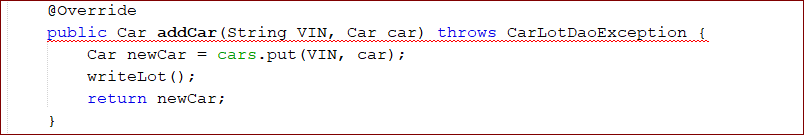 @Override
public Car addCar(String VIN, Car car) throws CarLotDaoException {
    Car newCar = cars.put(VIN, car);
    writeLot();
    return newCar;
}